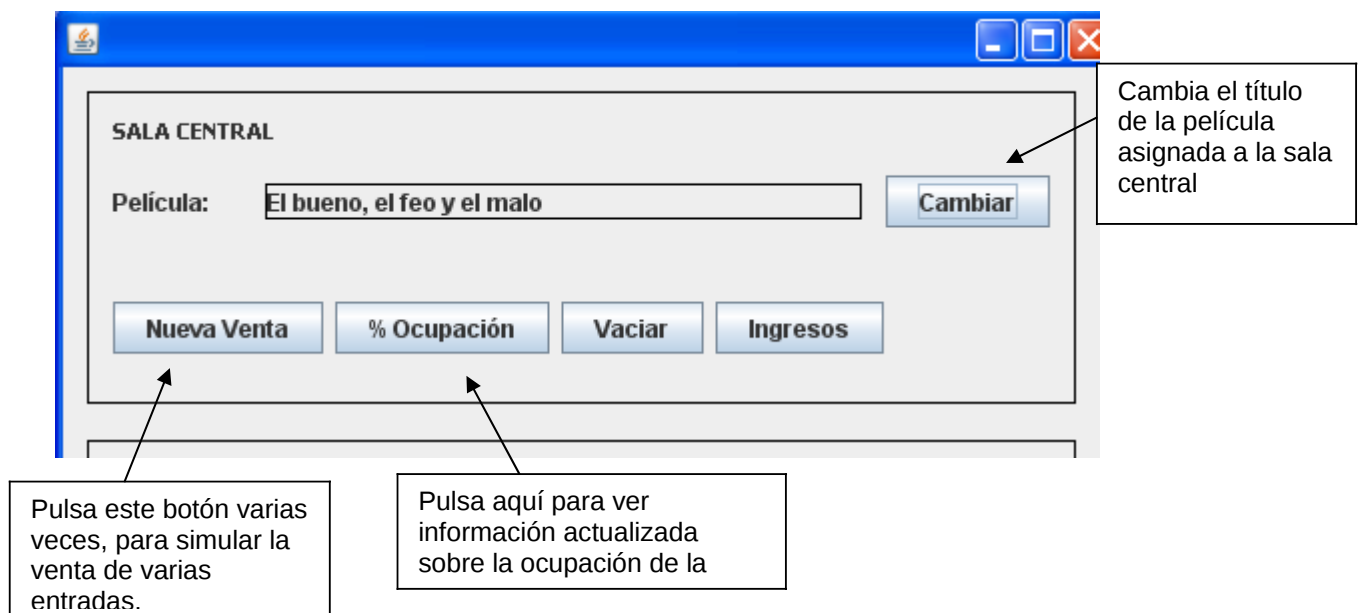 SALA CENTRAL
Película: El bueno, el feo y el malo Cambiar
Nueva Venta % Ocupación Vaciar Ingresos
Cambia el título
de la película
asignada a la sala
central
Pulsa este botón varias
veces, para simular la
venta de varias
entradas.
Pulsa aquí para ver
información actualizada
sobre la ocupación de la